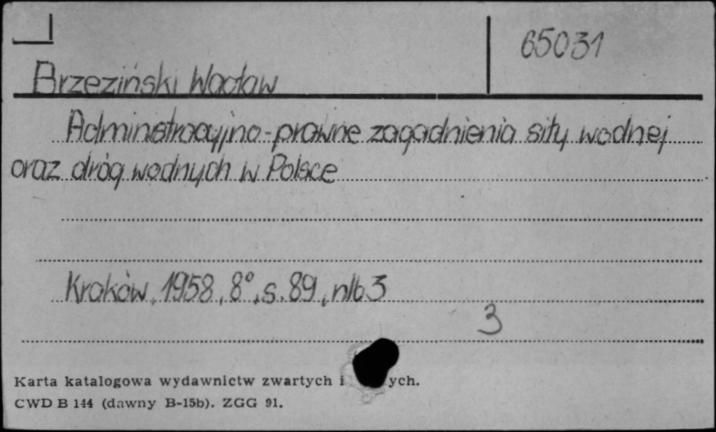 65031
Brzeziński Wacław
Administracyjno-prawne zagadnienia siły wodnej
oraz dróg wodnych w Polsce
Kraków, 1958, 8°, s. 89, nlb 3
3
Karta katalogowa wydawnictw zwartych i ych.
CWD B 144 (dawny B-15b). ZGG 91.